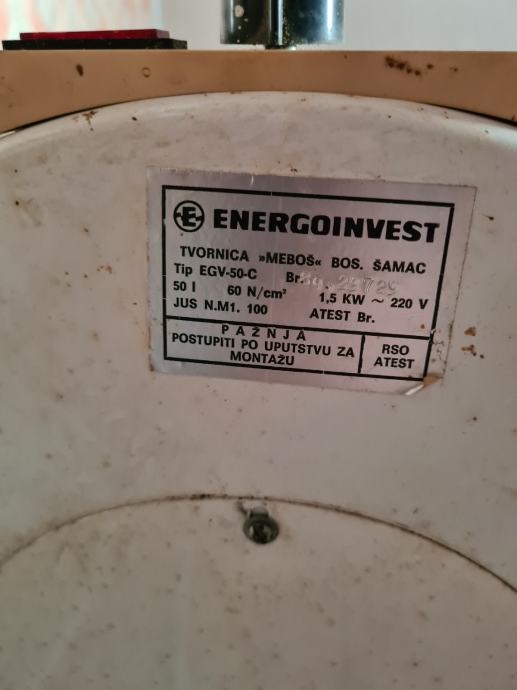 E ENERGOINVEST
TVORNICA »MEBOŠ« BOS. ŠAMAC
Tip EGV-50-C Br.
50 l 60 N/cm² 1,5 KW ~ 220 V
JUS N.M1. 100 ATEST Br.
PAŽNJA
POSTUPITI PO UPUTSTVU ZA
MONTAŽU
RSO
ATEST